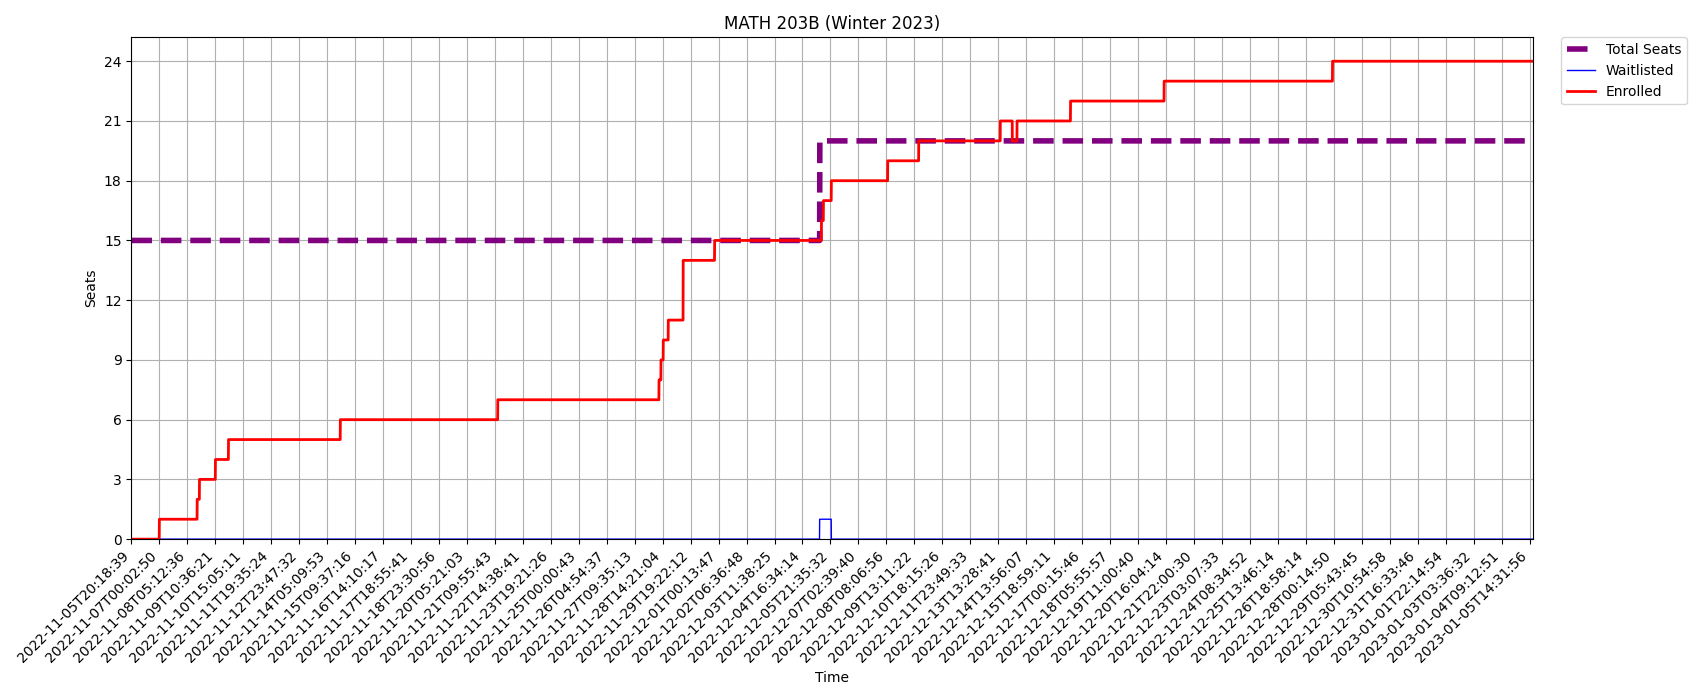 MATH 203B (Winter 2023)
Total Seats
Waitlisted
Enrolled
Seats
24
21
18
15
12
9
6
3
0
2022-11-05T20:18:39
2022-11-07T00:02:50
2022-11-08T05:12:36
2022-11-09T10:36:21
2022-11-10T15:05:11
2022-11-11T19:35:24
2022-11-12T23:47:32
2022-11-14T05:09:53
2022-11-15T09:37:16
2022-11-16T14:10:17
2022-11-17T18:55:41
2022-11-18T23:30:56
2022-11-20T05:21:03
2022-11-21T09:55:43
2022-11-22T14:38:41
2022-11-23T19:21:26
2022-11-25T00:00:43
2022-11-26T04:54:37
2022-11-27T09:35:13
2022-11-28T14:21:04
2022-11-29T19:22:12
2022-12-01T00:13:47
2022-12-02T06:36:48
2022-12-03T11:38:25
2022-12-04T16:34:14
2022-12-05T21:35:32
2022-12-07T02:39:40
2022-12-08T08:06:56
2022-12-09T13:11:22
2022-12-10T18:15:26
2022-12-11T23:49:33
2022-12-13T13:28:41
2022-12-14T13:56:07
2022-12-15T18:59:11
2022-12-17T00:15:46
2022-12-18T05:55:57
2022-12-19T11:00:40
2022-12-20T16:04:14
2022-12-21T22:00:30
2022-12-23T03:07:33
2022-12-24T08:34:52
2022-12-25T13:46:14
2022-12-26T18:58:14
2022-12-28T00:14:50
2022-12-29T05:43:45
2022-12-30T10:54:58
2022-12-31T16:33:46
2023-01-01T22:14:54
2023-01-03T03:36:32
2023-01-04T09:12:51
2023-01-05T14:31:56
Time